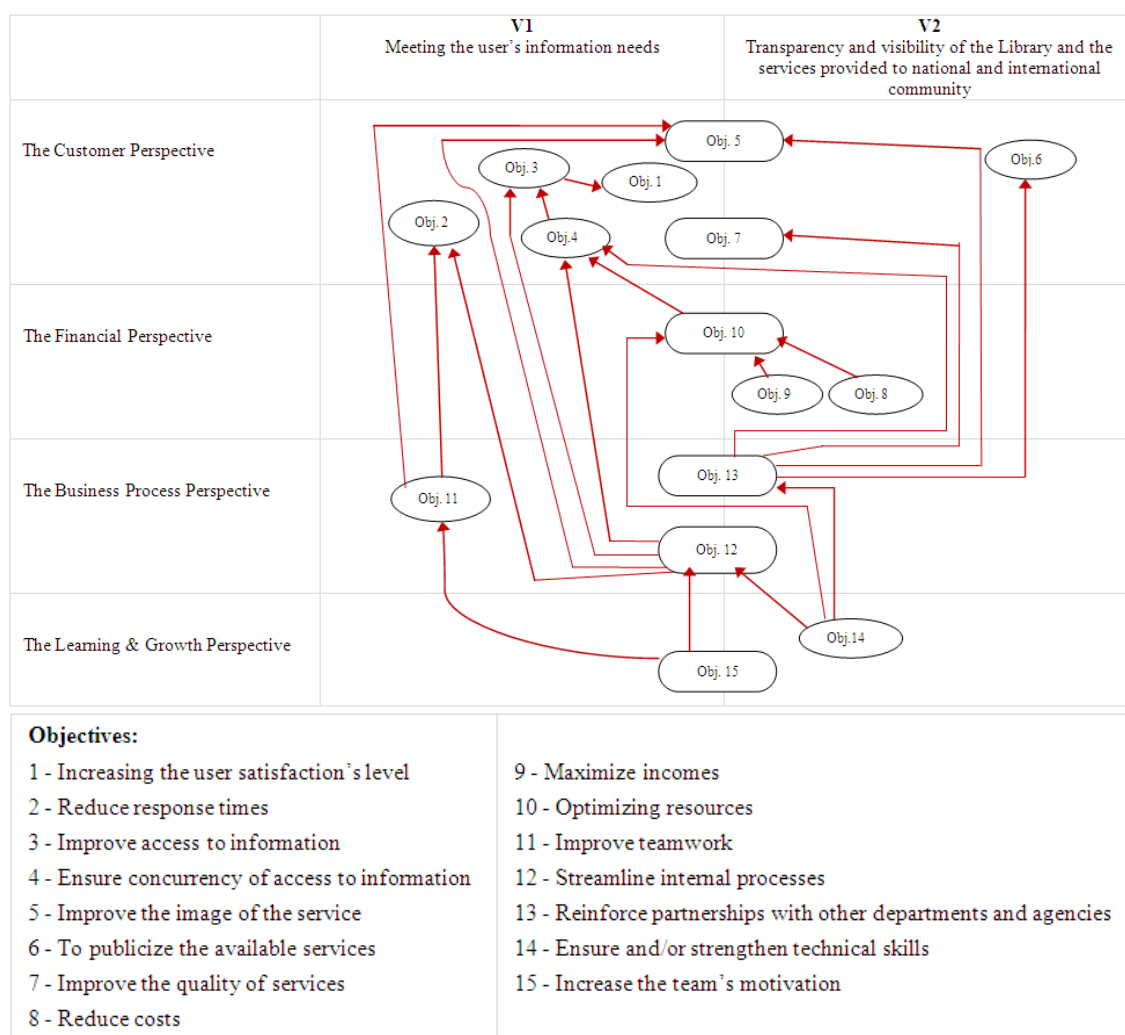 V1
Meeting the user's information needs
V2
Transparency and visibility of the Library and the
services provided to national and international
community
The Customer Perspective
Obj. 5
Obj.6
Obj. 3
Obj. 1
Obj. 2
Obj.4
Obj. 7
The Financial Perspective
Obj. 10
Obj. 9
Obj. 8
The Business Process Perspective
Obj. 13
Obj. 11
Obj. 12
The Learning & Growth Perspective
Obj.14
Obj. 15
Objectives:
1 - Increasing the user satisfaction's level
2 - Reduce response times
3 - Improve access to information
4 - Ensure concurrency of access to information
5 - Improve the image of the service
6 - To publicize the available services
7 - Improve the quality of services
8 - Reduce costs
9 - Maximize incomes
10 - Optimizing resources
11 - Improve teamwork
12 - Streamline internal processes
13 - Reinforce partnerships with other departments and agencies
14 - Ensure and/or strengthen technical skills
15 - Increase the team's motivation